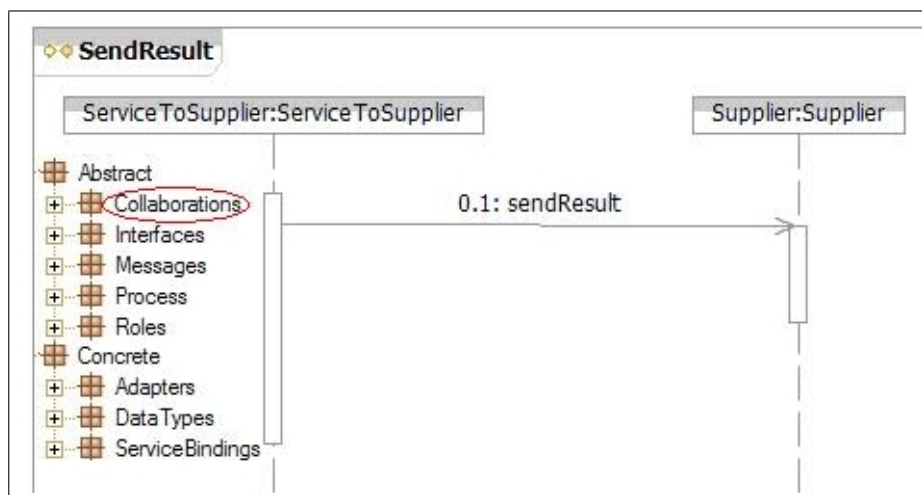 SendResult
ServiceToSupplier:ServiceToSupplier
Supplier:Supplier
Abstract
Collaborations
0.1: sendResult
Interfaces
Messages
Process
Roles
Concrete
Adapters
DataTypes
ServiceBindings